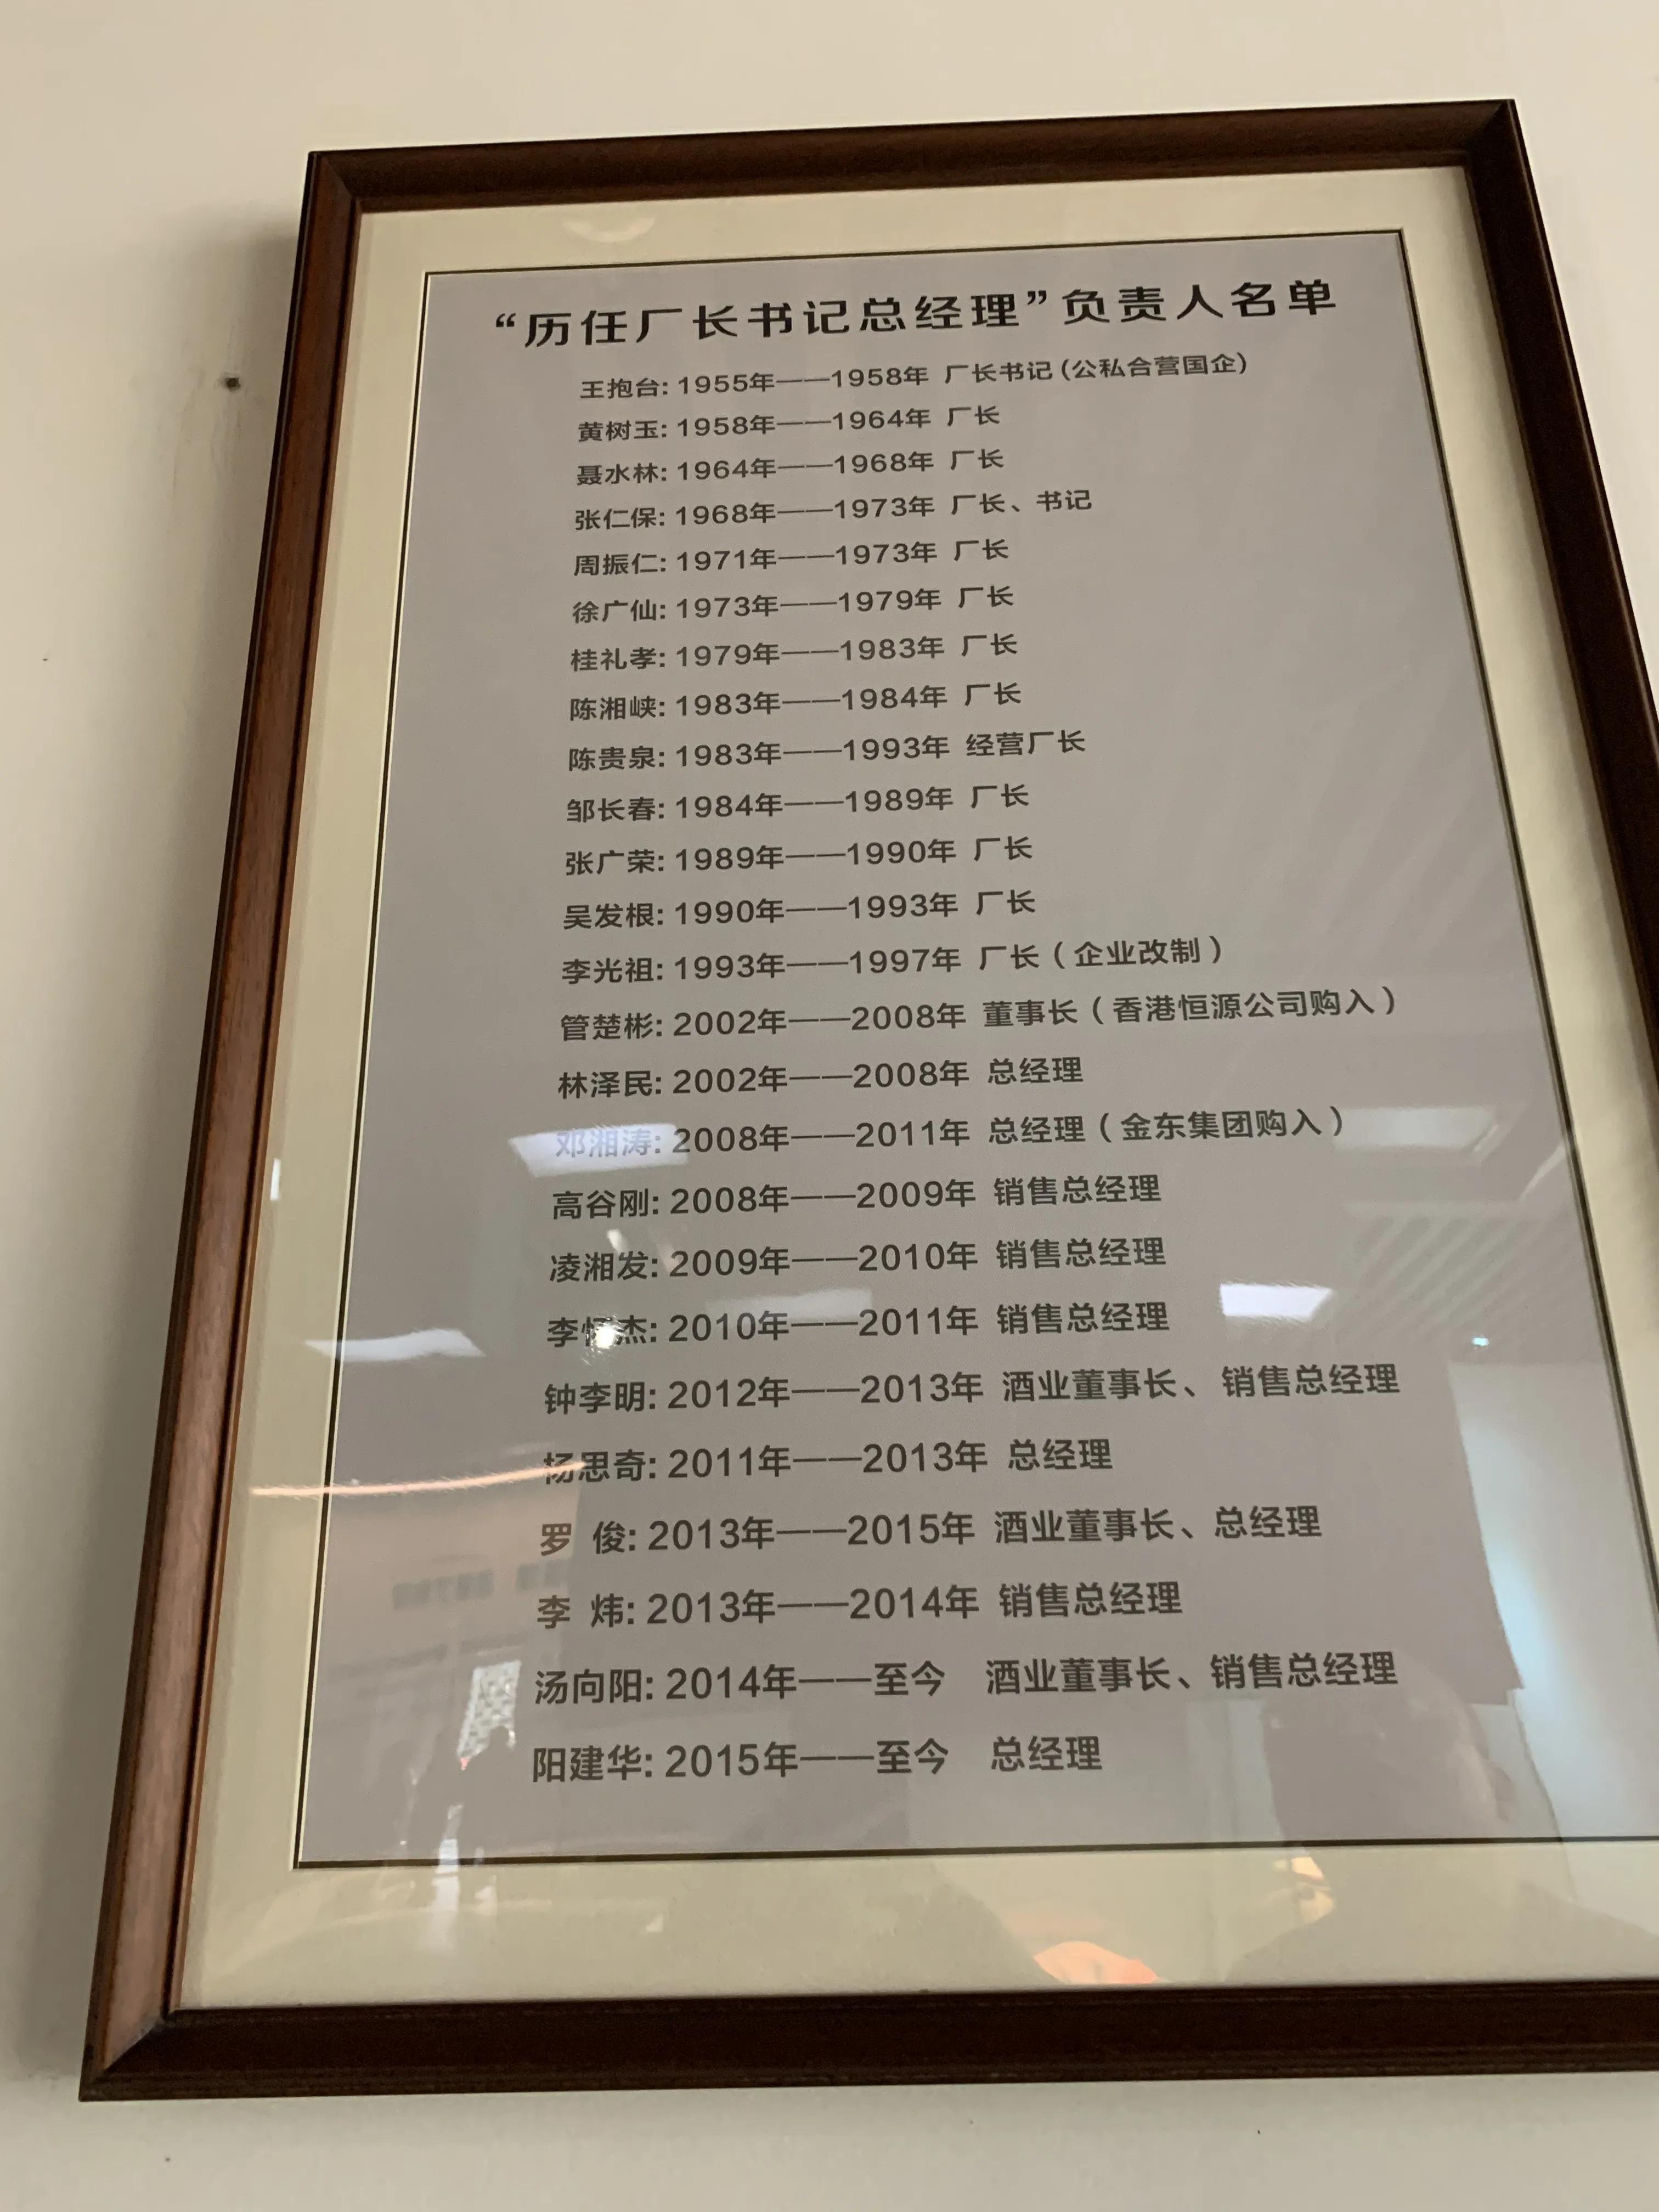 “历任厂长书记总经理”负责人名单
王抱台: 1955年——1958年 厂长书记 (公私合营国企)
黄树玉: 1958年——1964年 厂长
聂水林: 1964年——1968年 厂长
张仁保: 1968年——1973年 厂长、书记
周振仁: 1971年——1973年 厂长
徐广仙: 1973年——1979年 厂长
桂礼孝: 1979年——1983年 厂长
陈湘峡: 1983年——1984年 厂长
陈贵泉: 1983年——1993年 经营厂长
邹长春: 1984年——1989年 厂长
张广荣: 1989年——1990年 厂长
吴发根: 1990年——1993年 厂长
李光祖: 1993年——1997年 厂长（企业改制）
管楚彬: 2002年——2008年 董事长（香港恒源公司购入）
林泽民: 2002年——2008年 总经理
邓湘涛: 2008年——2011年 总经理（金东集团购入）
高谷刚: 2008年——2009年 销售总经理
凌湘发: 2009年——2010年 销售总经理
2010年——2011年 销售总经理
钟李明: 2012年——2013年 酒业董事长、销售总经理
杨思奇: 2011年——2013年 总经理
罗 俊: 2013年——2015年 酒业董事长、总经理
李 炜: 2013年——2014年 销售总经理
汤向阳: 2014年——至今 酒业董事长、销售总经理
阳建华: 2015年——至今 总经理